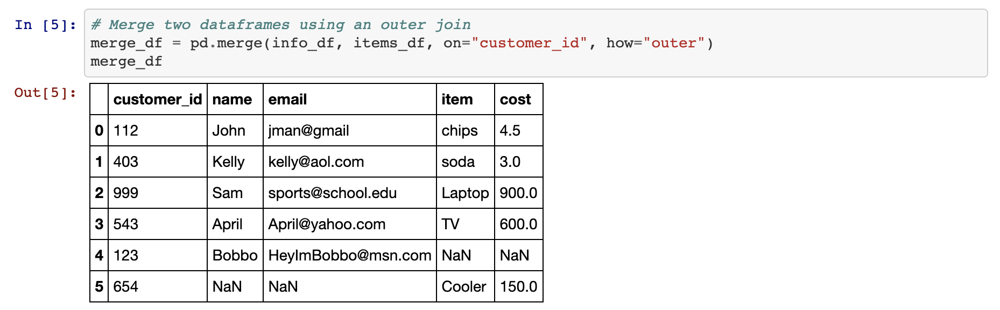 In [5]: # Merge two dataframes using an outer join
merge_df = pd.merge(info_df, items_df, on="customer_id", how="outer")
merge_df
Out[5]:
customer_id name email item cost
0 112 John jman@gmail chips 4.5
1 403 Kelly kelly@aol.com soda 3.0
2 999 Sam sports@school.edu Laptop 900.0
3 543 April April@yahoo.com TV 600.0
4 123 Bobbo HeyImBobbo@msn.com NaN NaN
5 654 NaN NaN Cooler 150.0